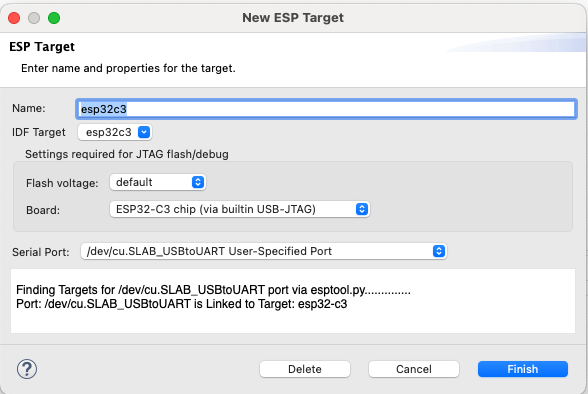 New ESP Target
ESP Target
Enter name and properties for the target.
Name: esp32c3
IDF Target esp32c3
Settings required for JTAG flash/debug
Flash voltage: default
Board: ESP32-C3 chip (via builtin USB-JTAG)
Serial Port: /dev/cu.SLAB_USBtoUART User-Specified Port
Finding Targets for /dev/cu.SLAB_USBtoUART port via esptool.py..............
Port: /dev/cu.SLAB_USBtoUART is Linked to Target: esp32-c3
? Delete Cancel Finish